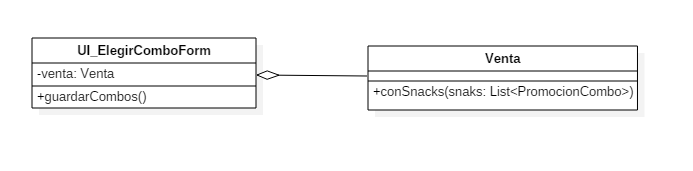 UI_ElegirComboForm
-venta: Venta
+guardarCombos()
Venta
+conSnacks(snaks: List<PromocionCombo>)